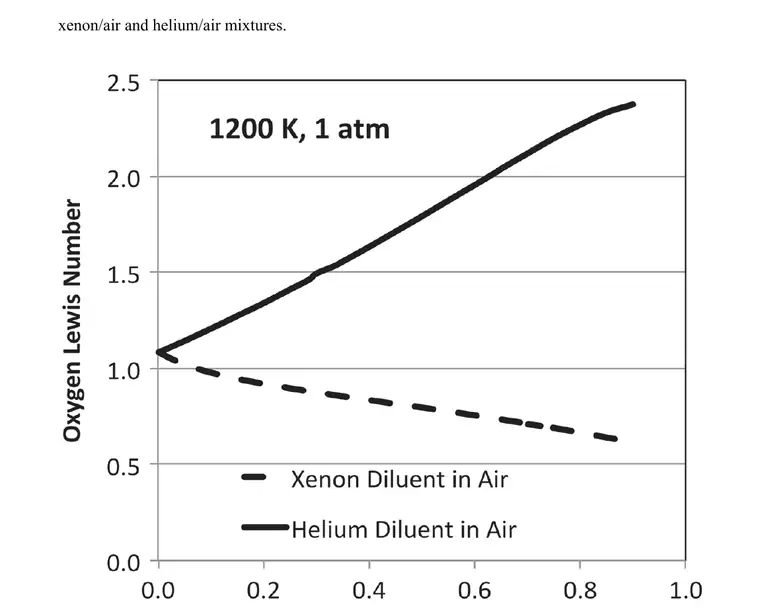 xenon/air and helium/air mixtures.
2.5
1200 K, 1 atm
2.0
1.5
1.0
0.5
0.0
Oxygen Lewis Number
Xenon Diluent in Air
Helium Diluent in Air
0.0 0.2 0.4 0.6 0.8 1.0